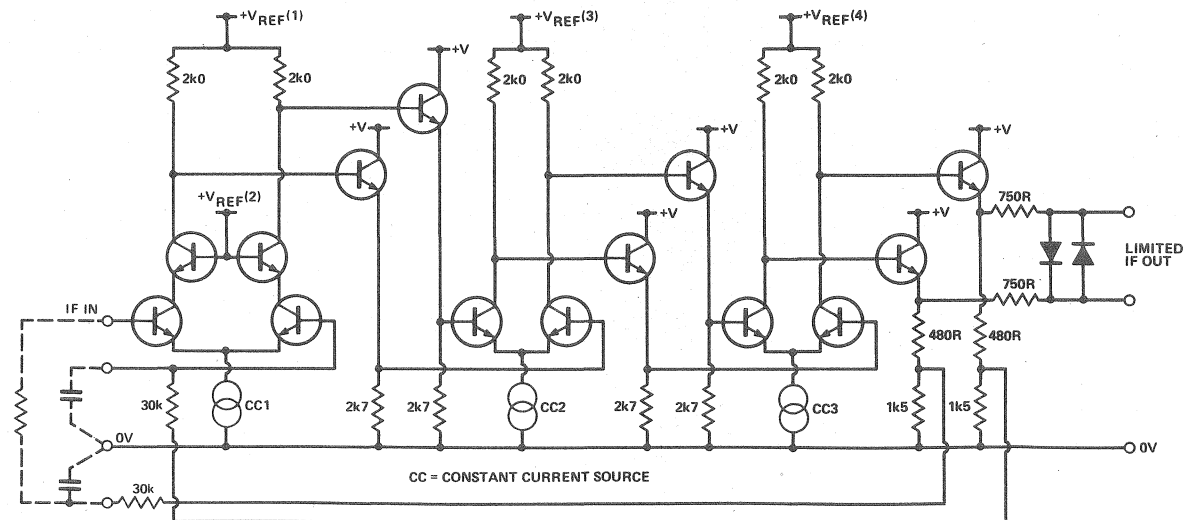 +VREF(1)
+VREF(3)
+VREF(4)
+V
2k0
2k0
2k0
2k0
2k0
2k0
+V
+V
+V
+VREF(2)
+V
+V
750R
LIMITED
IF OUT
IF IN
750R
480R
480R
30k
CC1
2k7
2k7
CC2
2k7
2k7
CC3
1k5
1k5
0V
0V
CC = CONSTANT CURRENT SOURCE
30k